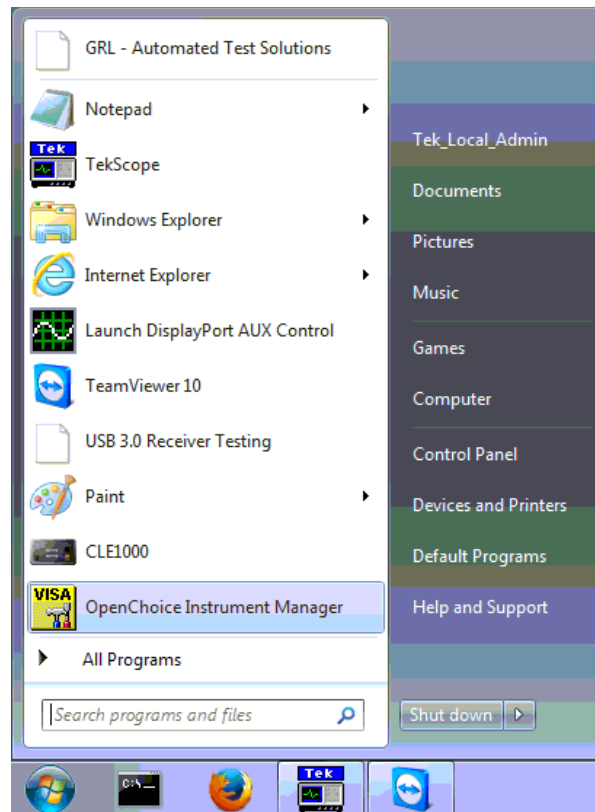 GRL - Automated Test Solutions
Notepad
Tek
TekScope
Windows Explorer
Internet Explorer
Launch DisplayPort AUX Control
TeamViewer 10
USB 3.0 Receiver Testing
Paint
CLE1000
VISA
OpenChoice Instrument Manager
All Programs
Search programs and files
Tek_Local_Admin
Documents
Pictures
Music
Games
Computer
Control Panel
Devices and Printers
Default Programs
Help and Support
Shut down
C:\_
Tek